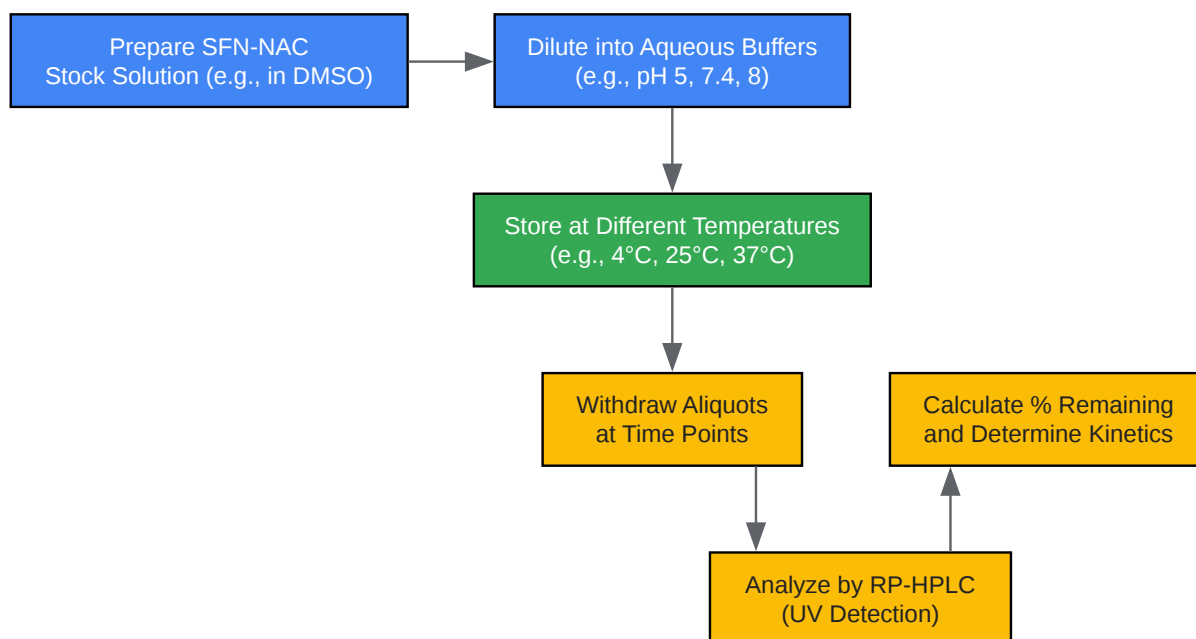 Prepare SFN-NAC
Stock Solution (e.g., in DMSO)
Dilute into Aqueous Buffers
(e.g., pH 5, 7.4, 8)
Store at Different Temperatures
(e.g., 4°C, 25°C, 37°C)
Withdraw Aliquots
at Time Points
Analyze by RP-HPLC
(UV Detection)
Calculate % Remaining
and Determine Kinetics